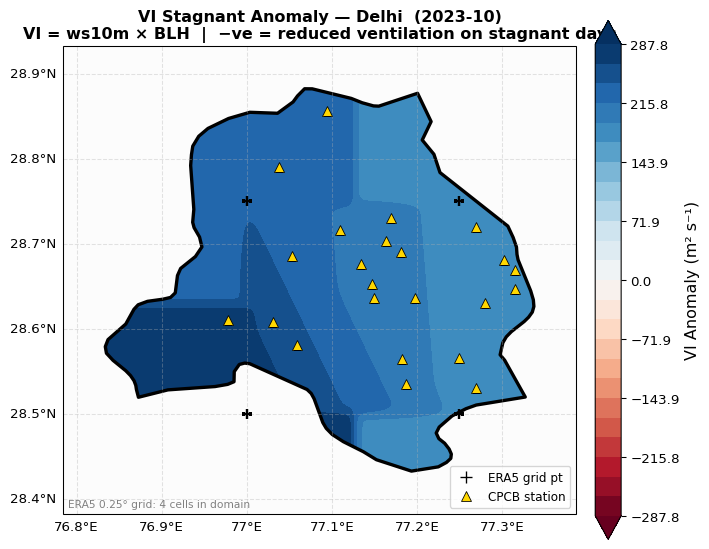 VI Stagnant Anomaly — Delhi  (2023-10)
VI = ws10m × BLH  |  −ve = reduced ventilation on stagnant day
28.9°N
28.8°N
28.7°N
28.6°N
28.5°N
28.4°N
76.8°E
76.9°E
77°E
77.1°E
77.2°E
77.3°E
ERA5 0.25° grid: 4 cells in domain
ERA5 grid pt
CPCB station
287.8
215.8
143.9
71.9
0.0
−71.9
−143.9
−215.8
−287.8
VI Anomaly (m² s⁻¹)